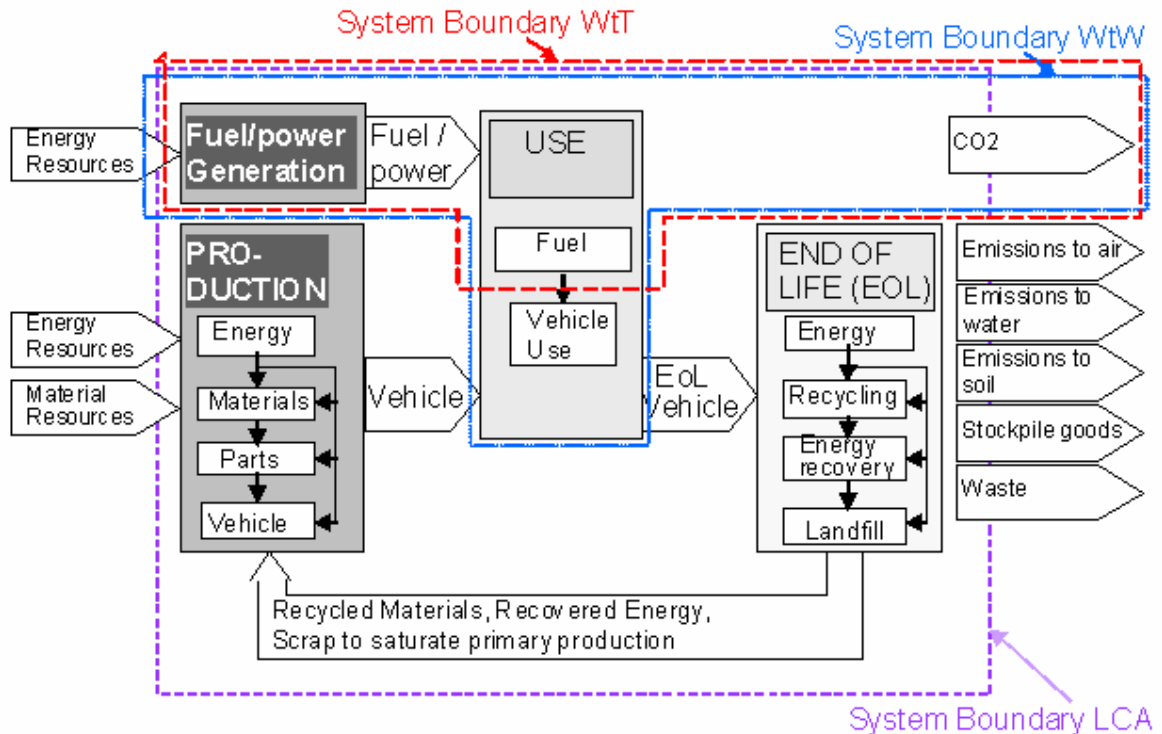 System Boundary WtT
System Boundary WtW
Energy
Resources
Fuel/power
Generation
Fuel /
power
USE
CO2
Fuel
Vehicle
Use
PRO-
DUCTION
Energy
Resources
Material
Resources
Energy
Materials
Parts
Vehicle
Vehicle
EoL
Vehicle
END OF
LIFE (EOL)
Energy
Recycling
Energy
recovery
Landfill
Emissions to air
Emissions to
water
Emissions to
soil
Stockpile goods
Waste
Recycled Materials, Recovered Energy,
Scrap to saturate primary production
System Boundary LCA